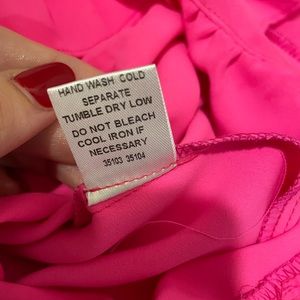 HAND WASH COLD
SEPARATE
TUMBLE DRY LOW
DO NOT BLEACH
COOL IRON IF
NECESSARY
35103 35104